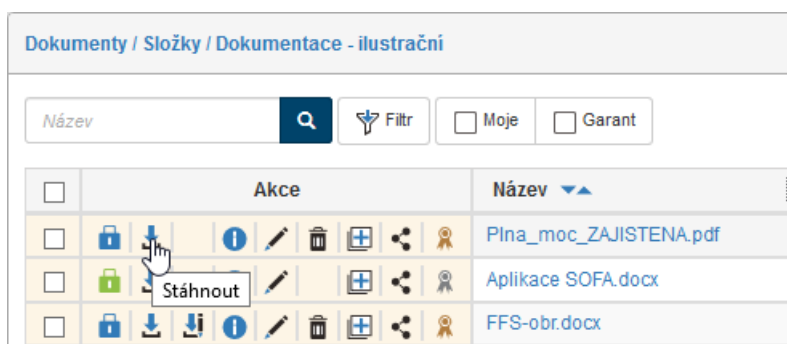 Dokumenty / Složky / Dokumentace - ilustrační
Název
Filtr
Moje
Garant
Akce
Název
Plna_moc_ZAJISTENA.pdf
Aplikace SOFA.docx
Stáhnout
FFS-obr.docx